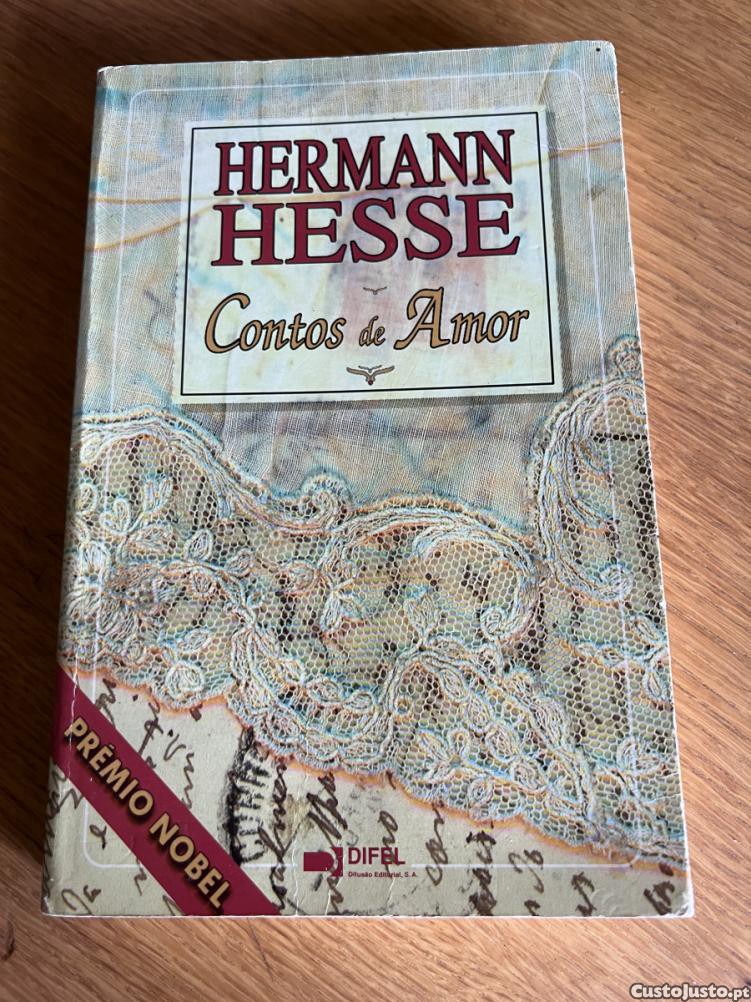 HERMANN
HESSE
Contos de Amor
PRÉMIO NOBEL
DIFEL
Difusão Editorial, S. A.
CustoJusto.pt